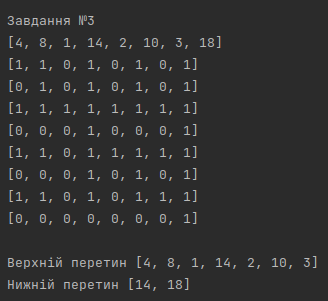 Завдання №3
[4, 8, 1, 14, 2, 10, 3, 18]
[1, 1, 0, 1, 0, 1, 0, 1]
[0, 1, 0, 1, 0, 1, 0, 1]
[1, 1, 1, 1, 1, 1, 1, 1]
[0, 0, 0, 1, 0, 0, 0, 1]
[1, 1, 0, 1, 1, 1, 1, 1]
[0, 0, 0, 1, 0, 1, 0, 1]
[1, 1, 0, 1, 0, 1, 1, 1]
[0, 0, 0, 0, 0, 0, 0, 1]
Верхній перетин [4, 8, 1, 14, 2, 10, 3]
Нижній перетин [14, 18]